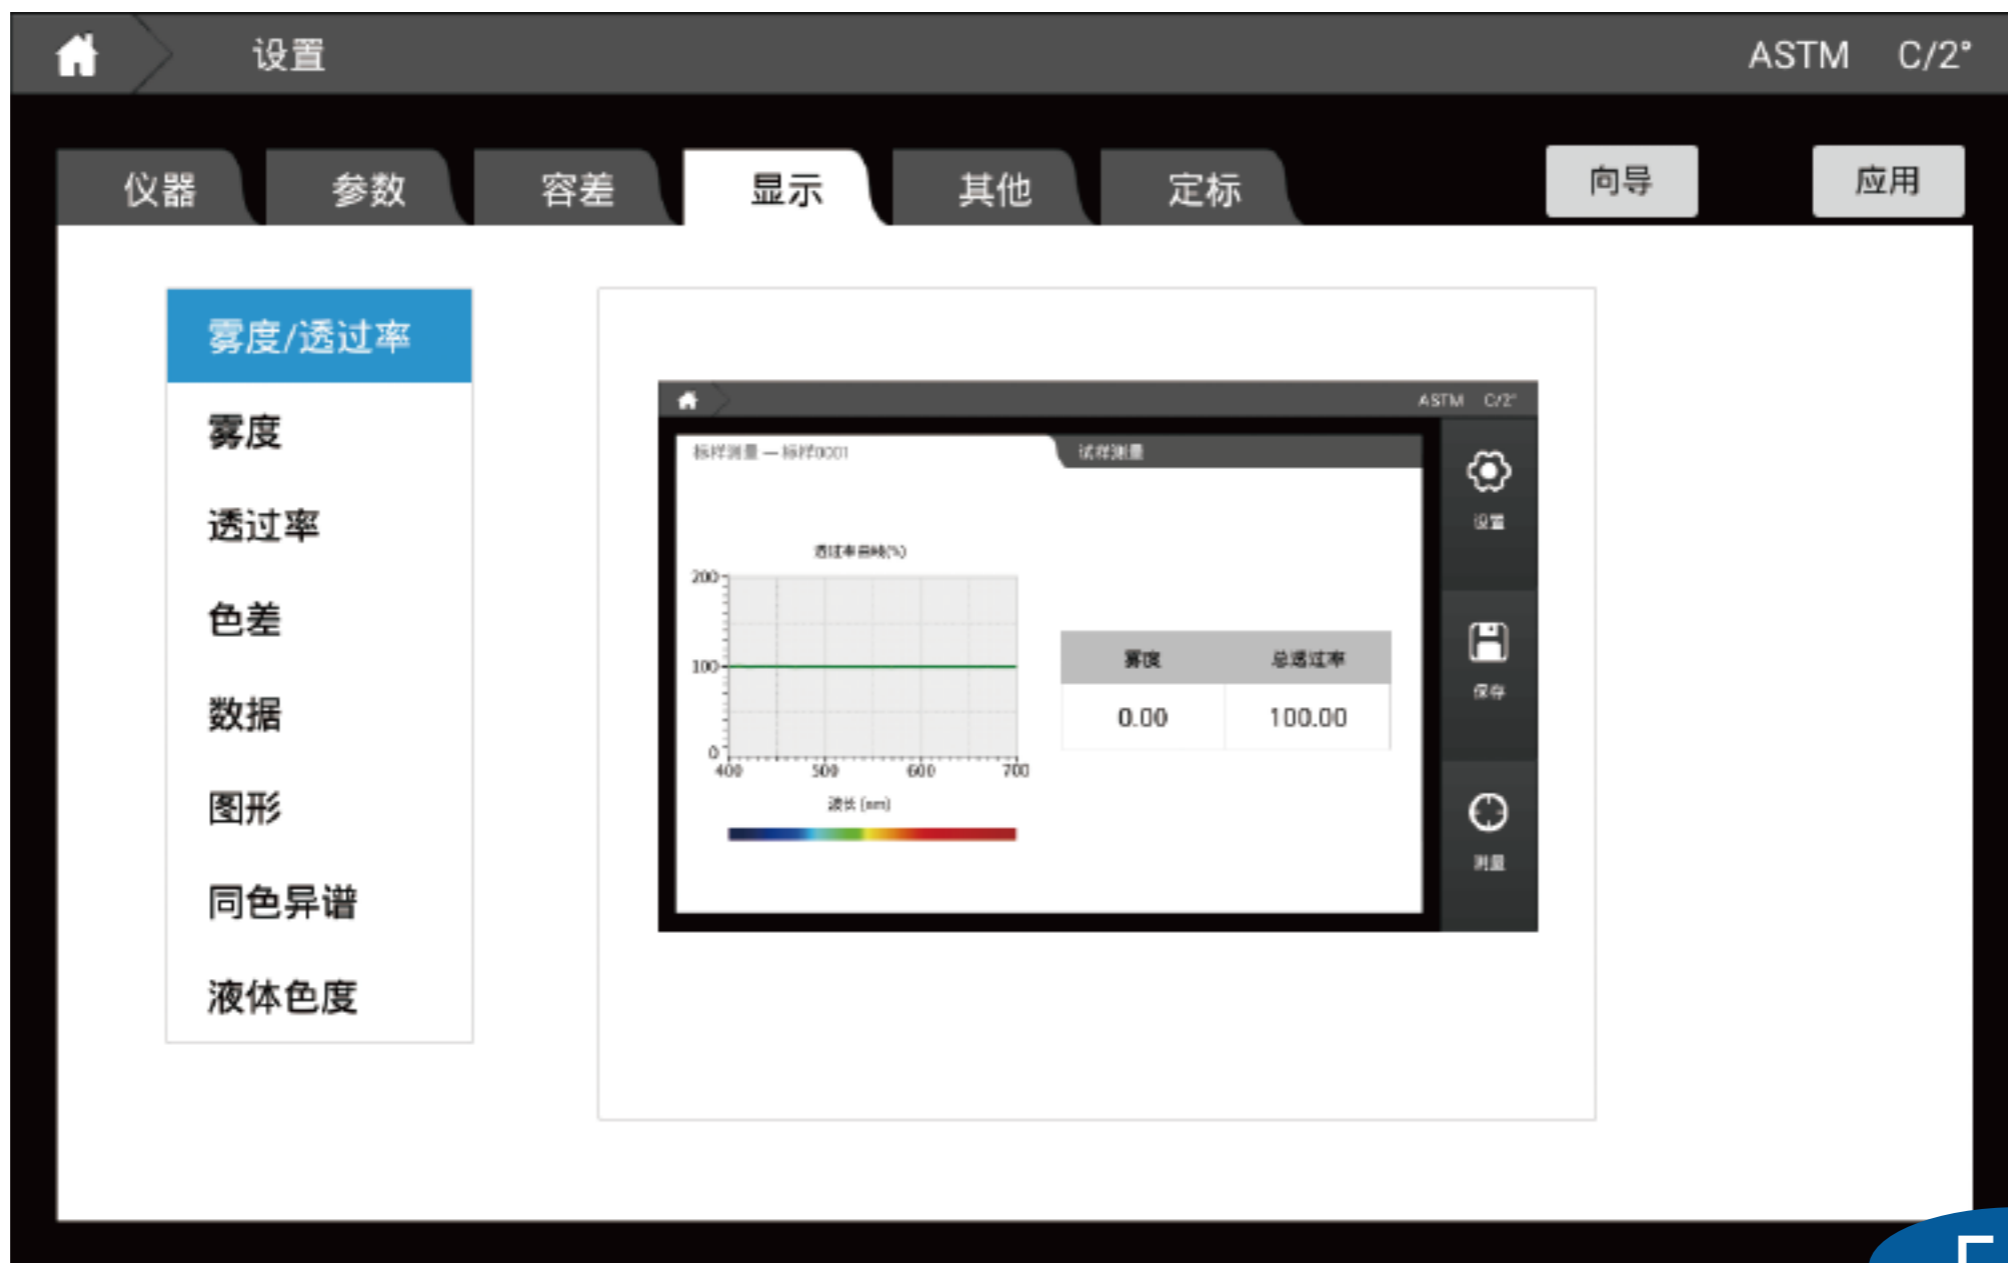 设置
ASTM C/2°
仪器 参数 容差 显示 其他 定标 向导 应用
雾度/透过率
雾度
透过率
色差
数据
图形
同色异谱
液体色度
ASTM C/2°
标样测量 — 标样0001 试样测量
设置
透过率曲线(%)
200
100
0
400 500 600 700
波长 (nm)
雾度 总透过率
0.00 100.00
保存
测量